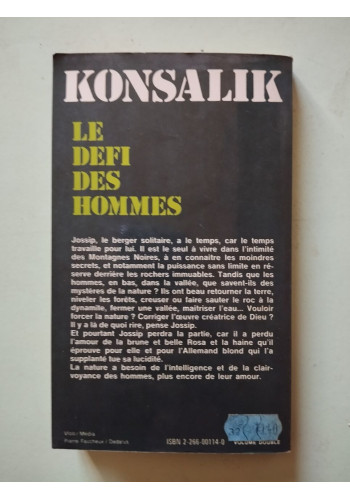 KONSALIK
LE
DEFI
DES
HOMMES
Jossip, le berger solitaire, a le temps, car le temps
travaille pour lui. Il est le seul à vivre dans l'intimité
des Montagnes Noires, à en connaître les moindres
secrets, et notamment la puissance sans limite en ré-
serve derrière les rochers immuables. Tandis que les
hommes, en bas, dans la vallée, que savent-ils des
mystères de la nature ? Ils ont beau retourner la terre,
niveler les forêts, creuser ou faire sauter le roc à la
dynamite, fermer une vallée, maîtriser l'eau... Vouloir
forcer la nature ? Corriger l'œuvre créatrice de Dieu ?
Il y a là de quoi rire, pense Jossip.
Et pourtant Jossip perdra la partie, car il a perdu
l'amour de la brune et belle Rosa et la haine qu'il
éprouve pour elle et pour l'Allemand blond qui l'a
supplanté tue sa lucidité.
La nature a besoin de l'intelligence et de la clair-
voyance des hommes, plus encore de leur amour.
Pierre Faucheux / Dedalus
ISBN 2-266-00114-0
VOLUME DOUBLE